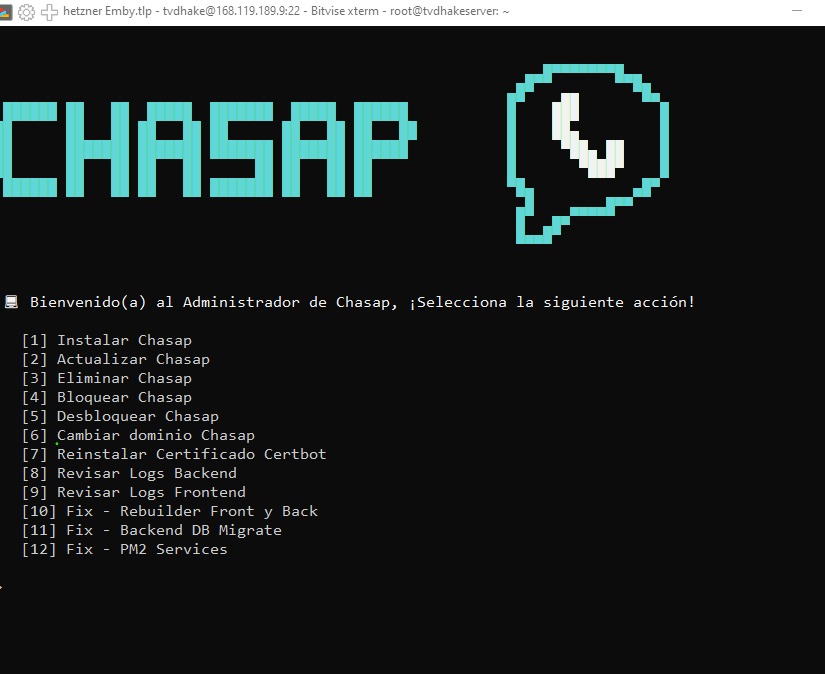 hetzner Emby.tlp - tvdhake@168.119.189.9:22 - Bitvise xterm - root@tvdhakeserver: ~
CHASAP
Bienvenido(a) al Administrador de Chasap, ¡Selecciona la siguiente acción!
[1] Instalar Chasap
[2] Actualizar Chasap
[3] Eliminar Chasap
[4] Bloquear Chasap
[5] Desbloquear Chasap
[6] Cambiar dominio Chasap
[7] Reinstalar Certificado Certbot
[8] Revisar Logs Backend
[9] Revisar Logs Frontend
[10] Fix - Rebuilder Front y Back
[11] Fix - Backend DB Migrate
[12] Fix - PM2 Services